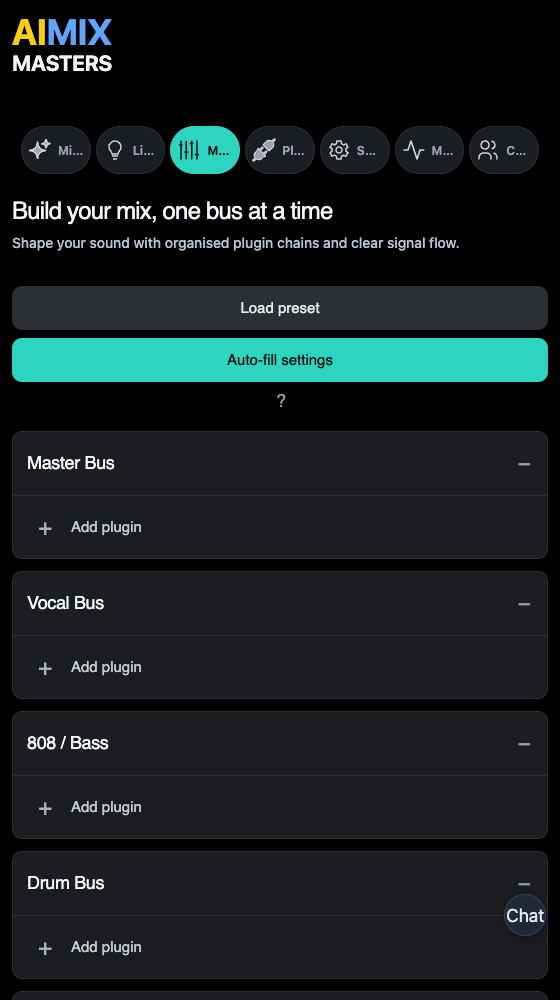 AIMIX
MASTERS
Mi...
Li...
M...
Pl...
S...
M...
C...
Build your mix, one bus at a time
Shape your sound with organised plugin chains and clear signal flow.
Load preset
Auto-fill settings
?
Master Bus
Add plugin
Vocal Bus
Add plugin
808 / Bass
Add plugin
Drum Bus
Chat
Add plugin